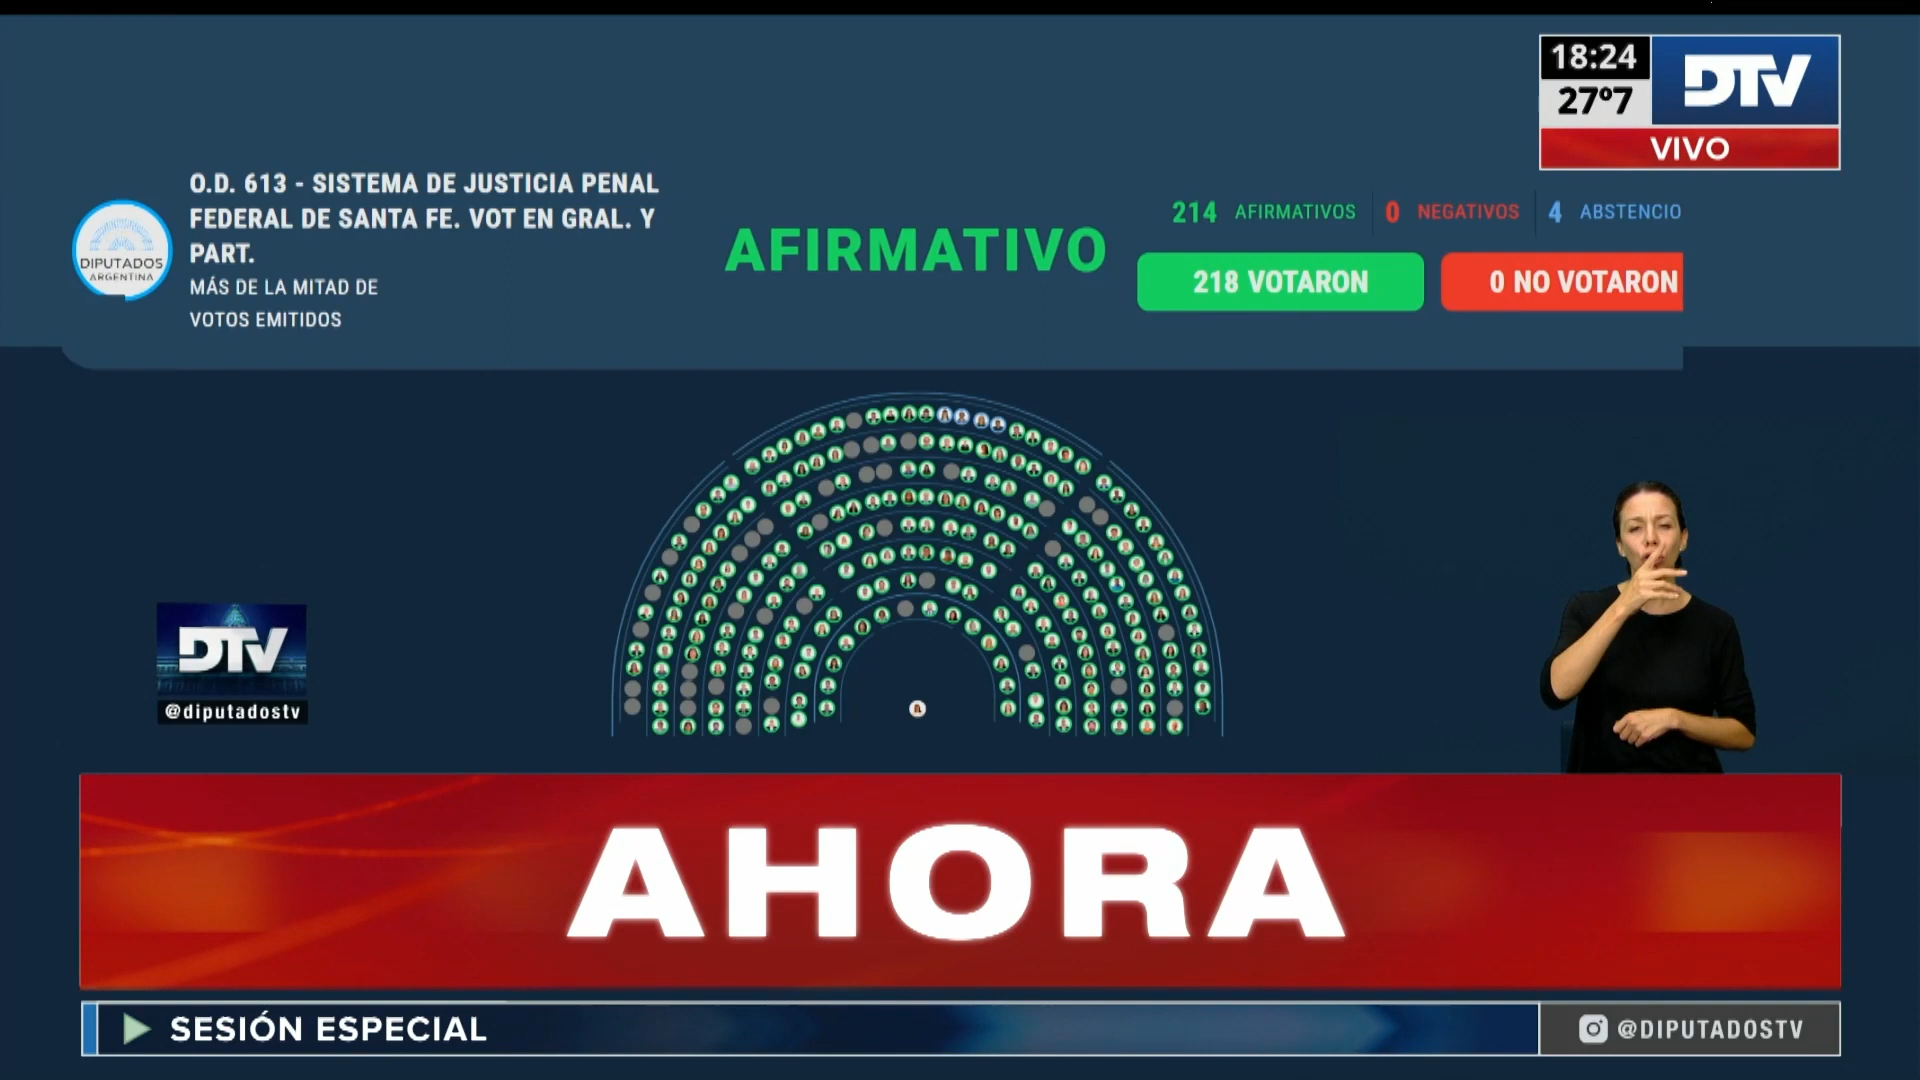 18:24
27º7
DTV
VIVO
O.D. 613 - SISTEMA DE JUSTICIA PENAL
FEDERAL DE SANTA FE. VOT EN GRAL. Y
PART.
MÁS DE LA MITAD DE
VOTOS EMITIDOS
DIPUTADOS
ARGENTINA
AFIRMATIVO
214 AFIRMATIVOS 0 NEGATIVOS 4 ABSTENCIO
218 VOTARON 0 NO VOTARON
DTV
@diputadostv
AHORA
SESIÓN ESPECIAL
@DIPUTADOSTV